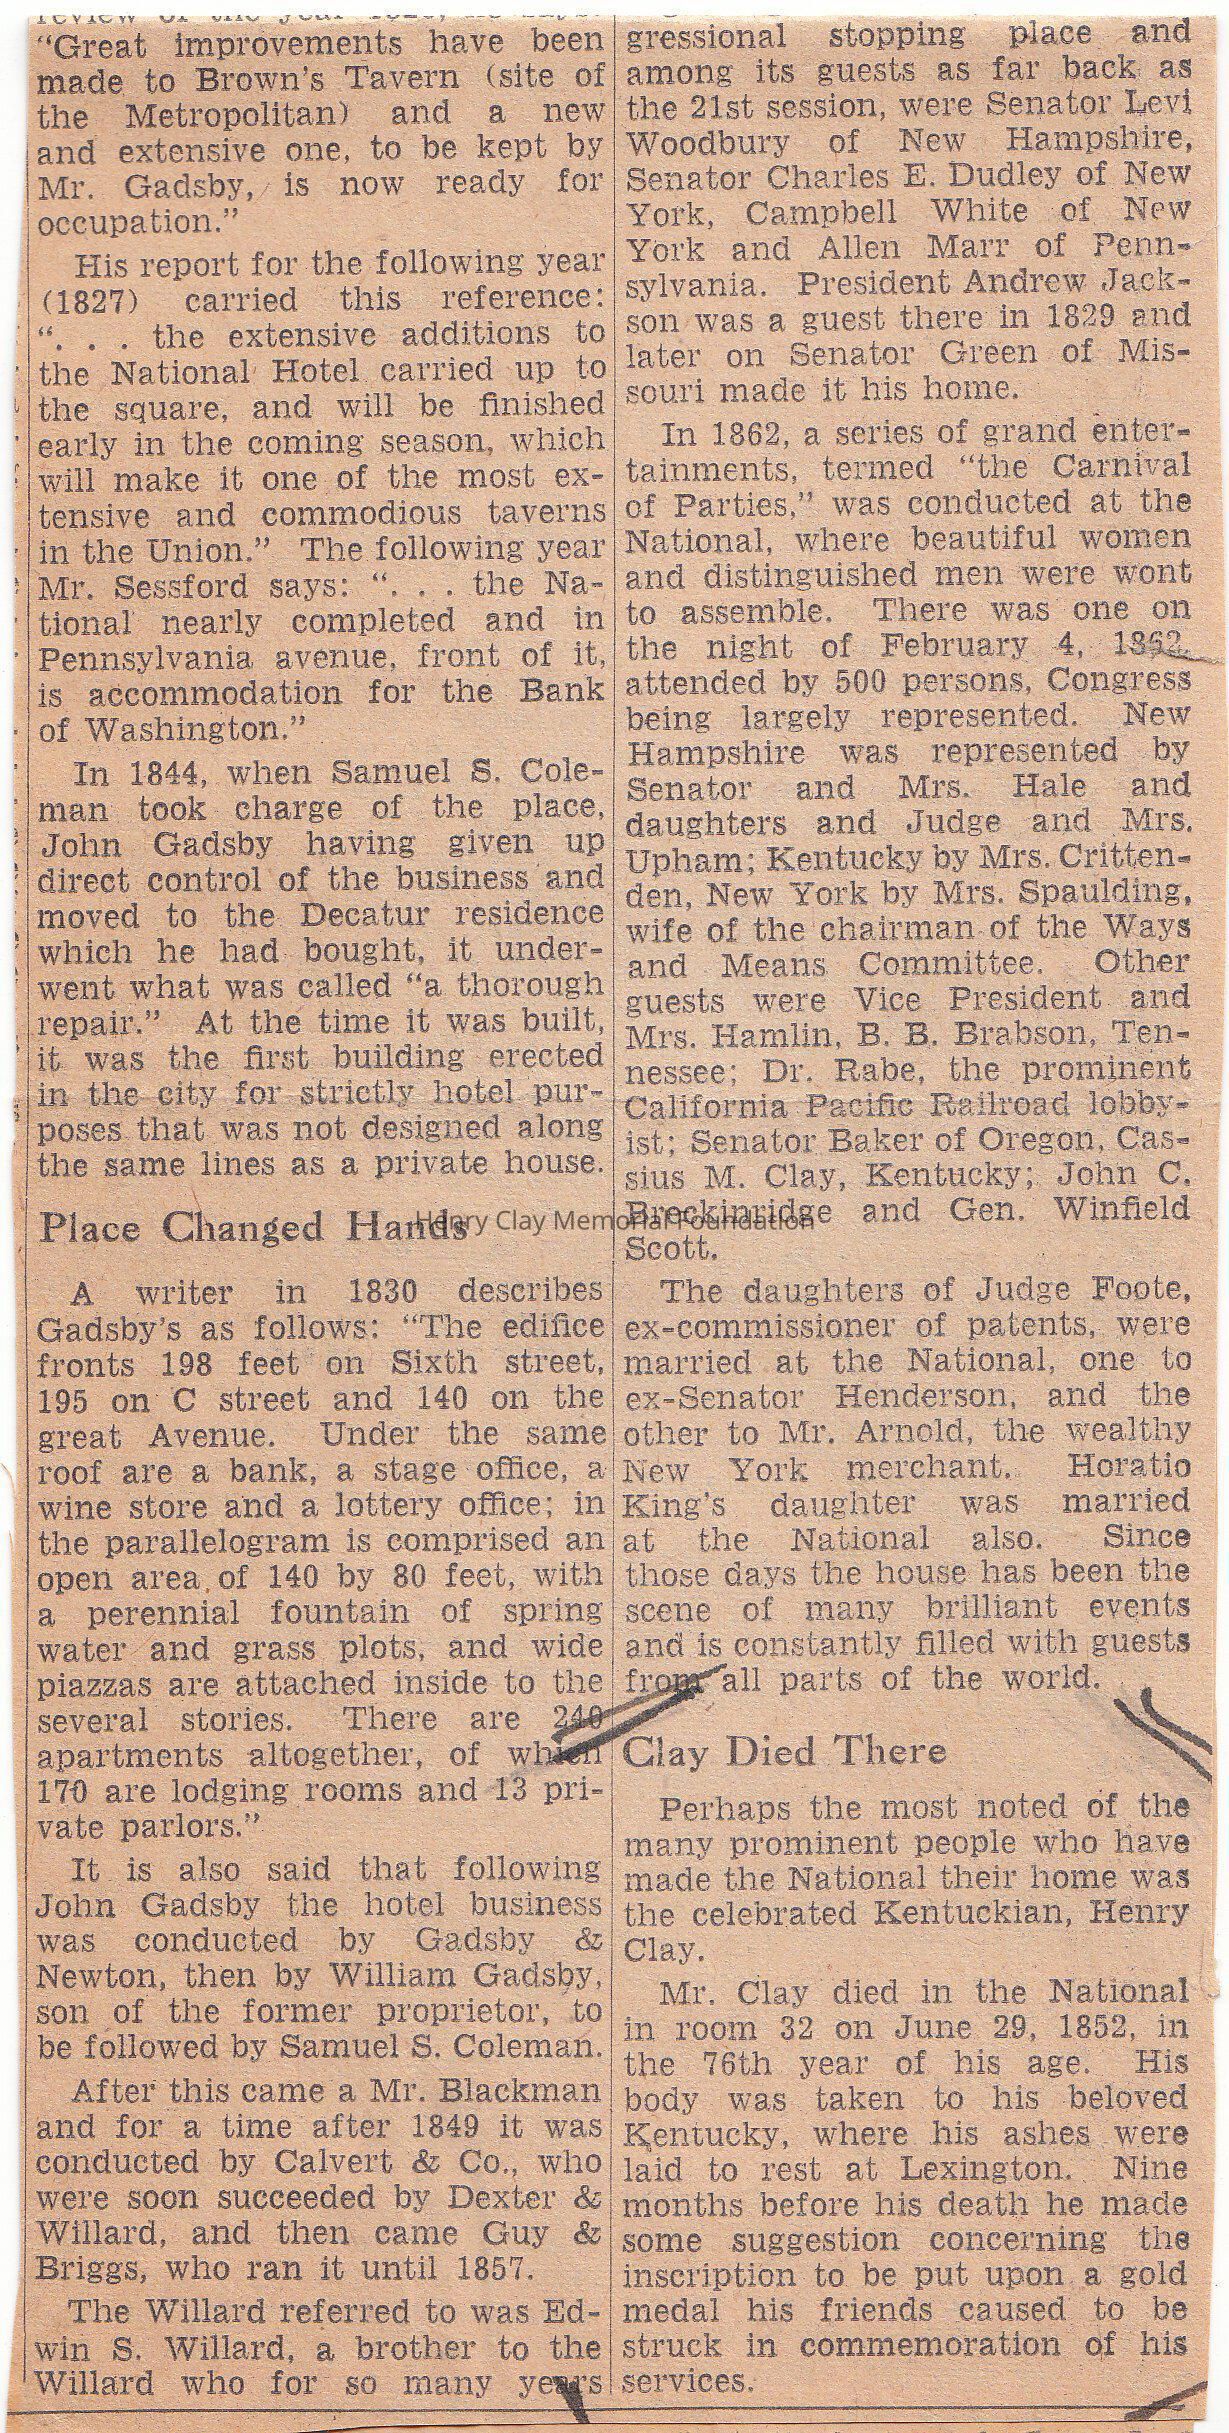 "Great improvements have been
made to Brown's Tavern (site of
the Metropolitan) and a new
and extensive one, to be kept by
Mr. Gadsby, is now ready for
occupation."
His report for the following year
(1827) carried this reference:
". . . the extensive additions to
the National Hotel carried up to
the square, and will be finished
early in the coming season, which
will make it one of the most ex-
tensive and commodious taverns
in the Union." The following year
Mr. Sessford says: ". . . the Na-
tional nearly completed and in
Pennsylvania avenue, front of it,
is accommodation for the Bank
of Washington."
In 1844, when Samuel S. Cole-
man took charge of the place,
John Gadsby having given up
direct control of the business and
moved to the Decatur residence
which he had bought, it under-
went what was called "a thorough
repair." At the time it was built,
it was the first building erected
in the city for strictly hotel pur-
poses that was not designed along
the same lines as a private house.
Place Changed Hands
A writer in 1830 describes
Gadsby's as follows: "The edifice
fronts 198 feet on Sixth street,
195 on C street and 140 on the
great Avenue. Under the same
roof are a bank, a stage office, a
wine store and a lottery office; in
the parallelogram is comprised an
open area of 140 by 80 feet, with
a perennial fountain of spring
water and grass plots, and wide
piazzas are attached inside to the
several stories. There are 240
apartments altogether, of which
170 are lodging rooms and 13 pri-
vate parlors."
It is also said that following
John Gadsby the hotel business
was conducted by Gadsby &
Newton, then by William Gadsby,
son of the former proprietor, to
be followed by Samuel S. Coleman.
After this came a Mr. Blackman
and for a time after 1849 it was
conducted by Calvert & Co., who
were soon succeeded by Dexter &
Willard, and then came Guy &
Briggs, who ran it until 1857.
The Willard referred to was Ed-
win S. Willard, a brother to the
Willard who for so many years
gressional stopping place and
among its guests as far back as
the 21st session, were Senator Levi
Woodbury of New Hampshire,
Senator Charles E. Dudley of New
York, Campbell White of New
York and Allen Marr of Penn-
sylvania. President Andrew Jack-
son was a guest there in 1829 and
later on Senator Green of Mis-
souri made it his home.
In 1862, a series of grand enter-
tainments, termed "the Carnival
of Parties," was conducted at the
National, where beautiful women
and distinguished men were wont
to assemble. There was one on
the night of February 4, 1862,
attended by 500 persons, Congress
being largely represented. New
Hampshire was represented by
Senator and Mrs. Hale and
daughters and Judge and Mrs.
Upham; Kentucky by Mrs. Critten-
den, New York by Mrs. Spaulding,
wife of the chairman of the Ways
and Means Committee. Other
guests were Vice President and
Mrs. Hamlin, B. B. Brabson, Ten-
nessee; Dr. Rabe, the prominent
California Pacific Railroad lobby-
ist; Senator Baker of Oregon, Cas-
sius M. Clay, Kentucky; John C.
Breckinridge and Gen. Winfield
Scott.
The daughters of Judge Foote,
ex-commissioner of patents, were
married at the National, one to
ex-Senator Henderson, and the
other to Mr. Arnold, the wealthy
New York merchant. Horatio
King's daughter was married
at the National also. Since
those days the house has been the
scene of many brilliant events
and is constantly filled with guests
from all parts of the world.
Clay Died There
Perhaps the most noted of the
many prominent people who have
made the National their home was
the celebrated Kentuckian, Henry
Clay.
Mr. Clay died in the National
in room 32 on June 29, 1852, in
the 76th year of his age. His
body was taken to his beloved
Kentucky, where his ashes were
laid to rest at Lexington. Nine
months before his death he made
some suggestion concerning the
inscription to be put upon a gold
medal his friends caused to be
struck in commemoration of his
services.
Henry Clay Memorial Foundation